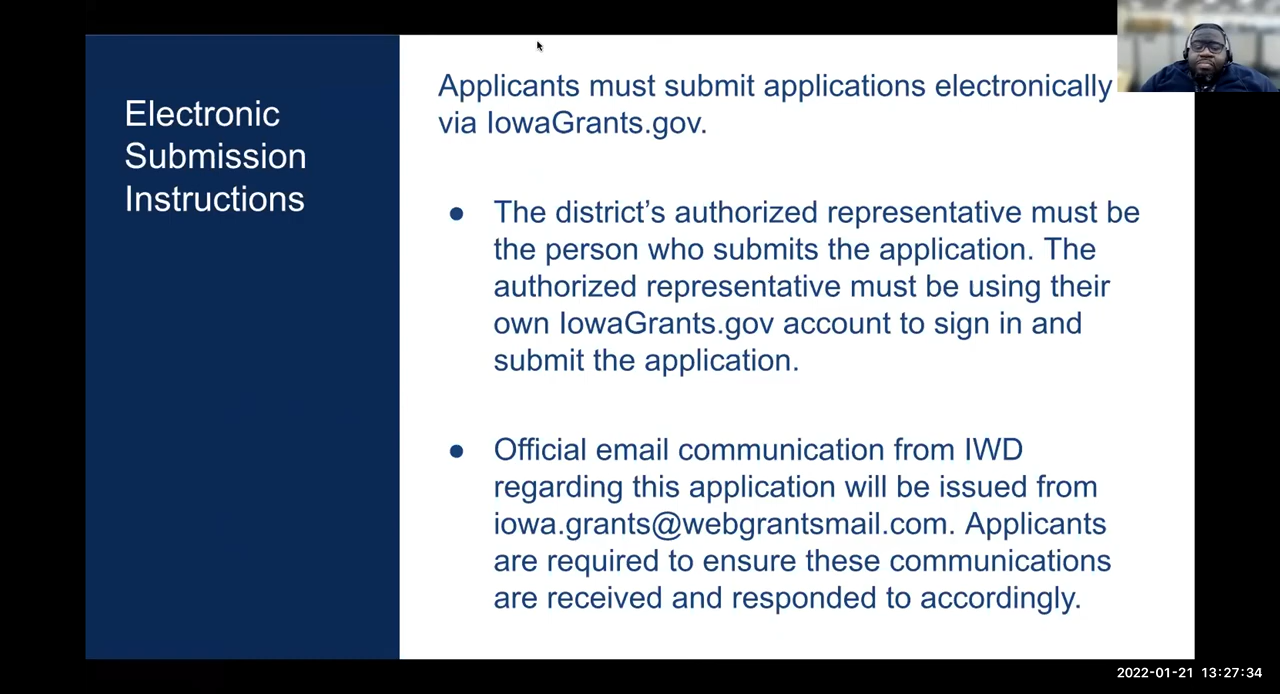 Electronic
Submission
Instructions
Applicants must submit applications electronically
via IowaGrants.gov.
● The district’s authorized representative must be
the person who submits the application. The
authorized representative must be using their
own IowaGrants.gov account to sign in and
submit the application.
● Official email communication from IWD
regarding this application will be issued from
iowa.grants@webgrantsmail.com. Applicants
are required to ensure these communications
are received and responded to accordingly.
2022-01-21 13:27:34